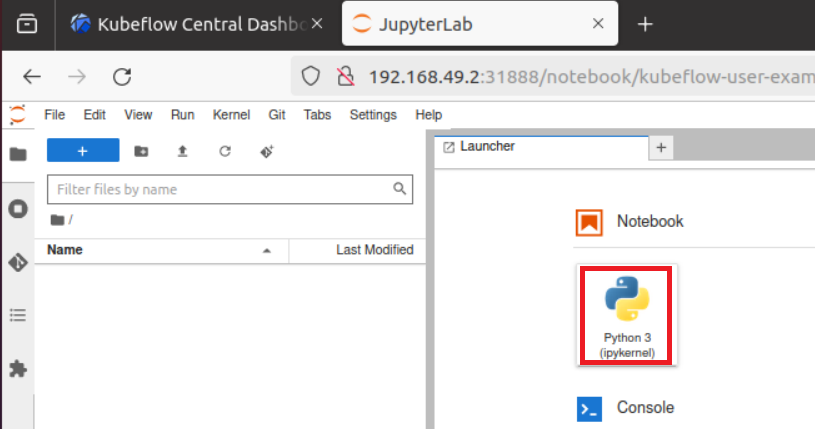 Kubeflow Central Dashbo
JupyterLab
192.168.49.2:31888/notebook/kubeflow-user-exam
File Edit View Run Kernel Git Tabs Settings Help
Launcher
Filter files by name
/
Name Last Modified
Notebook
Python 3
(ipykernel)
Console